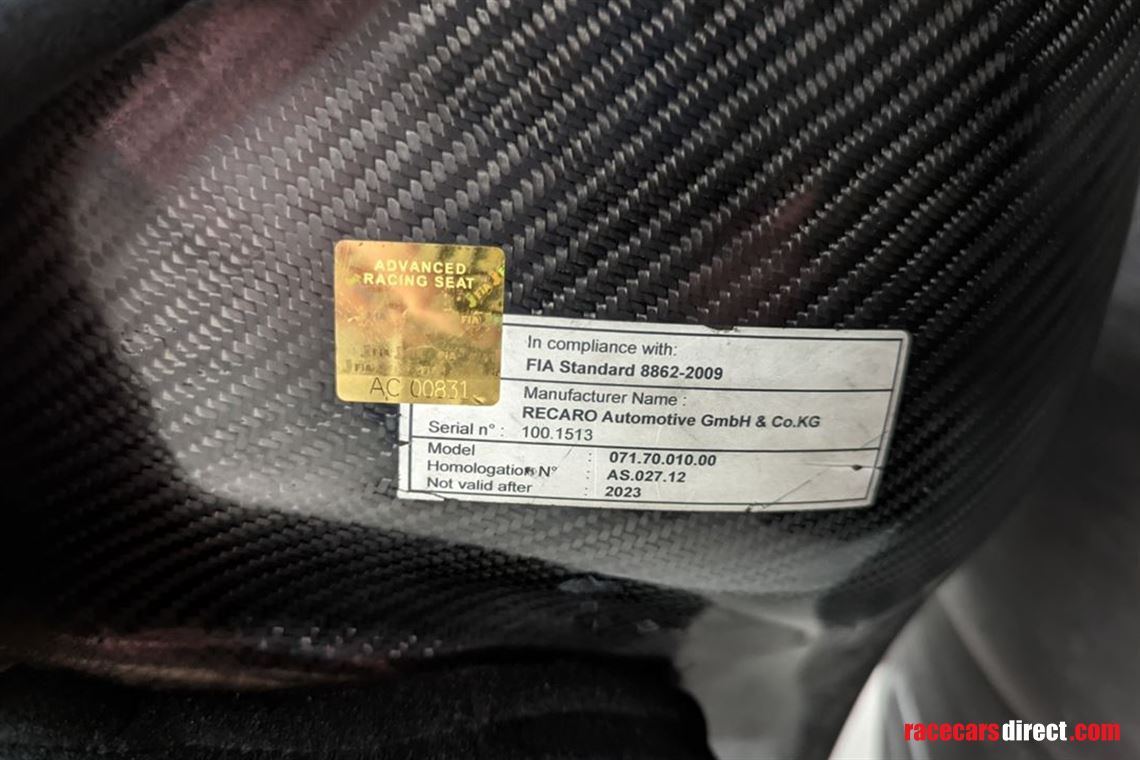 ADVANCED
RACING SEAT
FIA
AC 00831
In compliance with:
FIA Standard 8862-2009
Manufacturer Name :
RECARO Automotive GmbH & Co.KG
Serial n° : 100.1513
Model : 071.70.010.00
Homologation N° : AS.027.12
Not valid after : 2023
racecarsdirect.com